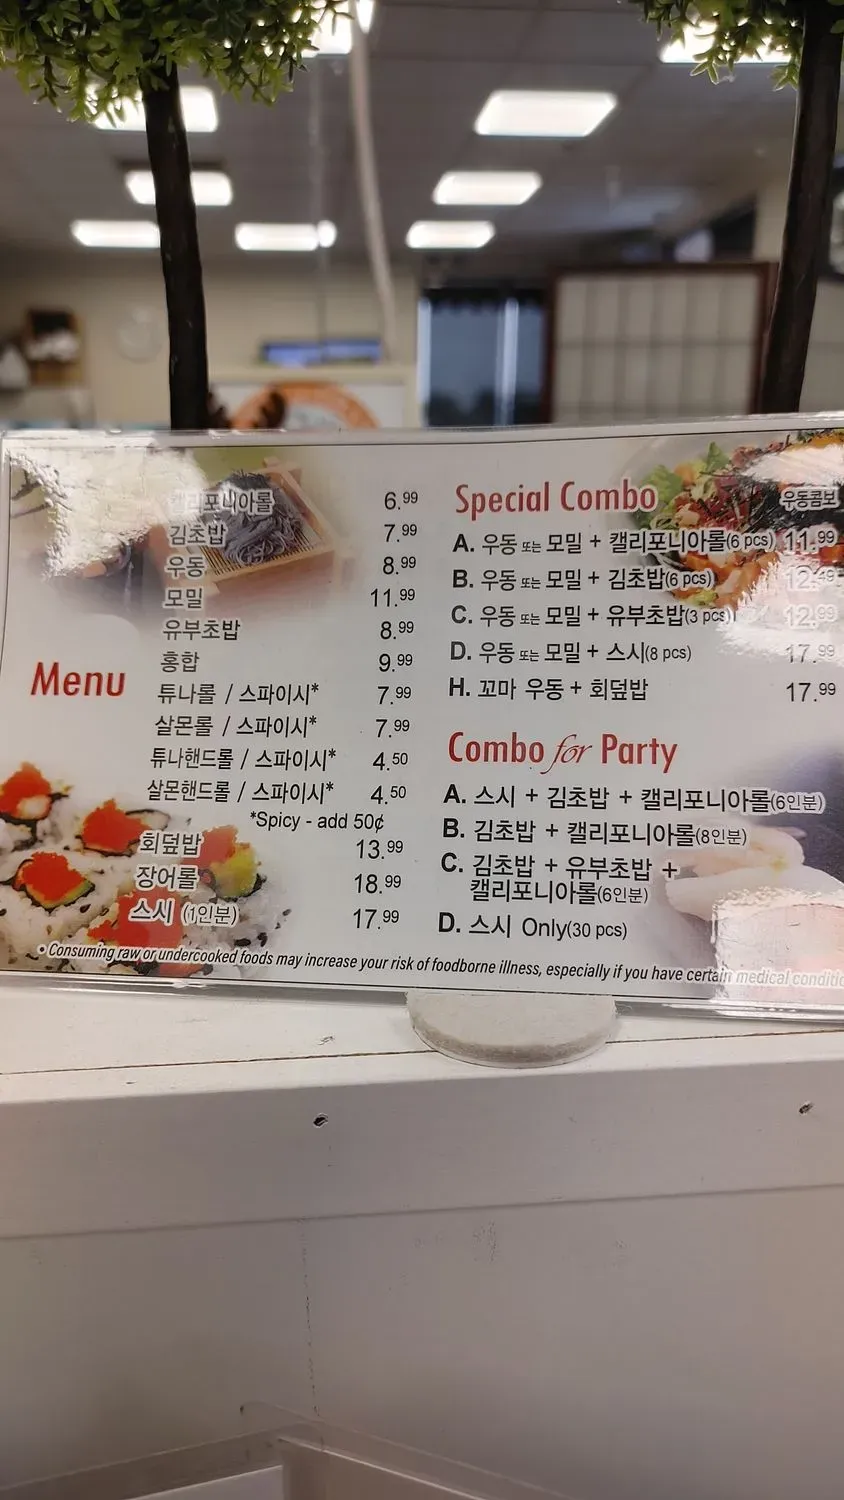 Menu
캘리포니아롤 6.99
김초밥 7.99
우동 8.99
모밀 11.99
유부초밥 8.99
홍합 9.99
튜나롤 / 스파이시* 7.99
살몬롤 / 스파이시* 7.99
튜나핸드롤 / 스파이시* 4.50
살몬핸드롤 / 스파이시* 4.50
*Spicy - add 50¢
회덮밥 13.99
장어롤 18.99
스시 (1인분) 17.99
Special Combo
우동콤보
A. 우동 또는 모밀 + 캘리포니아롤(6 pcs) 11.99
B. 우동 또는 모밀 + 김초밥(6 pcs)
C. 우동 또는 모밀 + 유부초밥(3 pcs) 12.99
D. 우동 또는 모밀 + 스시(8 pcs) 17.99
H. 꼬마 우동 + 회덮밥 17.99
Combo for Party
A. 스시 + 김초밥 + 캘리포니아롤(6인분)
B. 김초밥 + 캘리포니아롤(8인분)
C. 김초밥 + 유부초밥 +
캘리포니아롤(6인분)
D. 스시 Only(30 pcs)
• Consuming raw or undercooked foods may increase your risk of foodborne illness, especially if you have certain medical